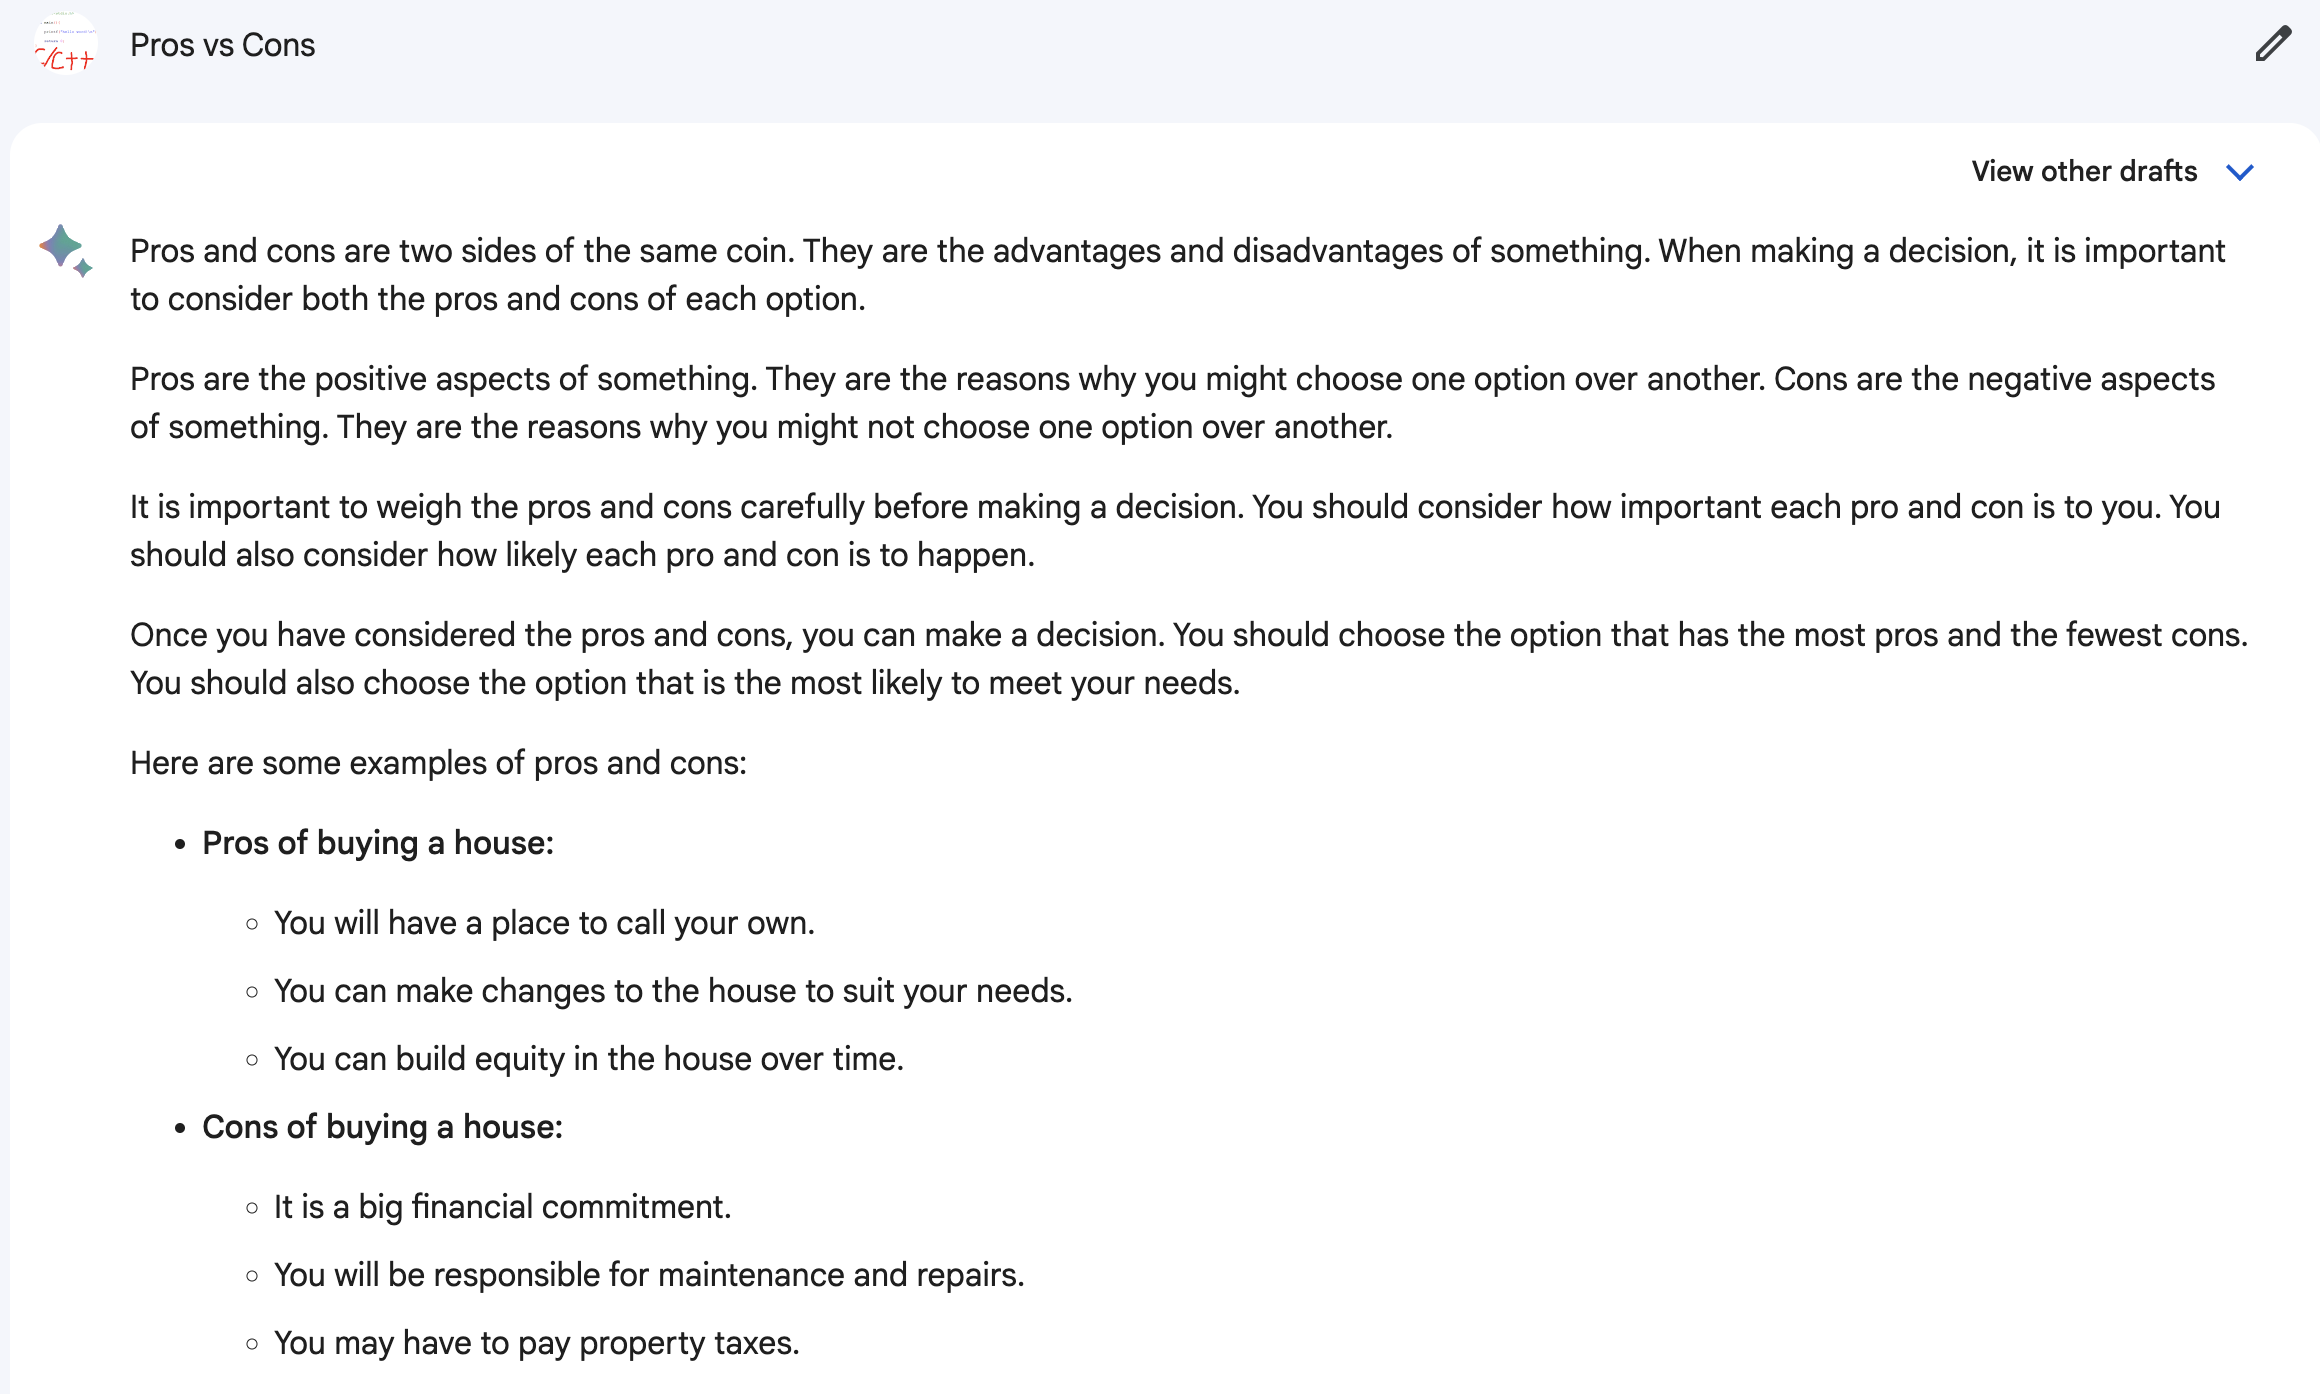 C/C++
Pros vs Cons
View other drafts
Pros and cons are two sides of the same coin. They are the advantages and disadvantages of something. When making a decision, it is important
to consider both the pros and cons of each option.
Pros are the positive aspects of something. They are the reasons why you might choose one option over another. Cons are the negative aspects
of something. They are the reasons why you might not choose one option over another.
It is important to weigh the pros and cons carefully before making a decision. You should consider how important each pro and con is to you. You
should also consider how likely each pro and con is to happen.
Once you have considered the pros and cons, you can make a decision. You should choose the option that has the most pros and the fewest cons.
You should also choose the option that is the most likely to meet your needs.
Here are some examples of pros and cons:
• Pros of buying a house:
○ You will have a place to call your own.
○ You can make changes to the house to suit your needs.
○ You can build equity in the house over time.
• Cons of buying a house:
○ It is a big financial commitment.
○ You will be responsible for maintenance and repairs.
○ You may have to pay property taxes.